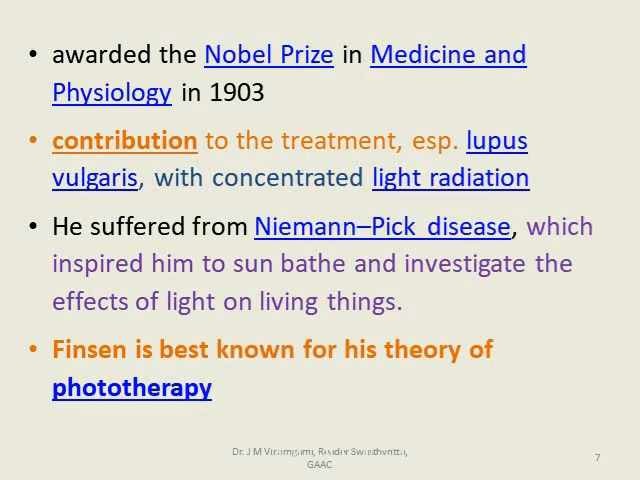 • awarded the Nobel Prize in Medicine and
Physiology in 1903
• contribution to the treatment, esp. lupus
vulgaris, with concentrated light radiation
• He suffered from Niemann–Pick disease, which
inspired him to sun bathe and investigate the
effects of light on living things.
• Finsen is best known for his theory of
phototherapy
Dr. J M Reader
GAAC
7